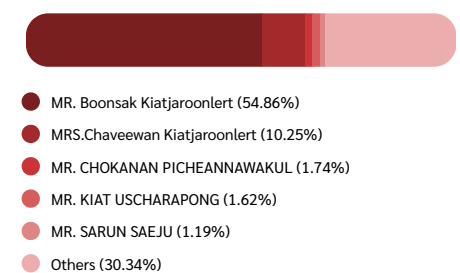 MR. Boonsak Kiatjaroonlert (54.86%)
MRS.Chaveewan Kiatjaroonlert (10.25%)
MR. CHOKANAN PICHEANNAWAKUL (1.74%)
MR. KIAT USCHARAPONG (1.62%)
MR. SARUN SAEJU (1.19%)
Others (30.34%)